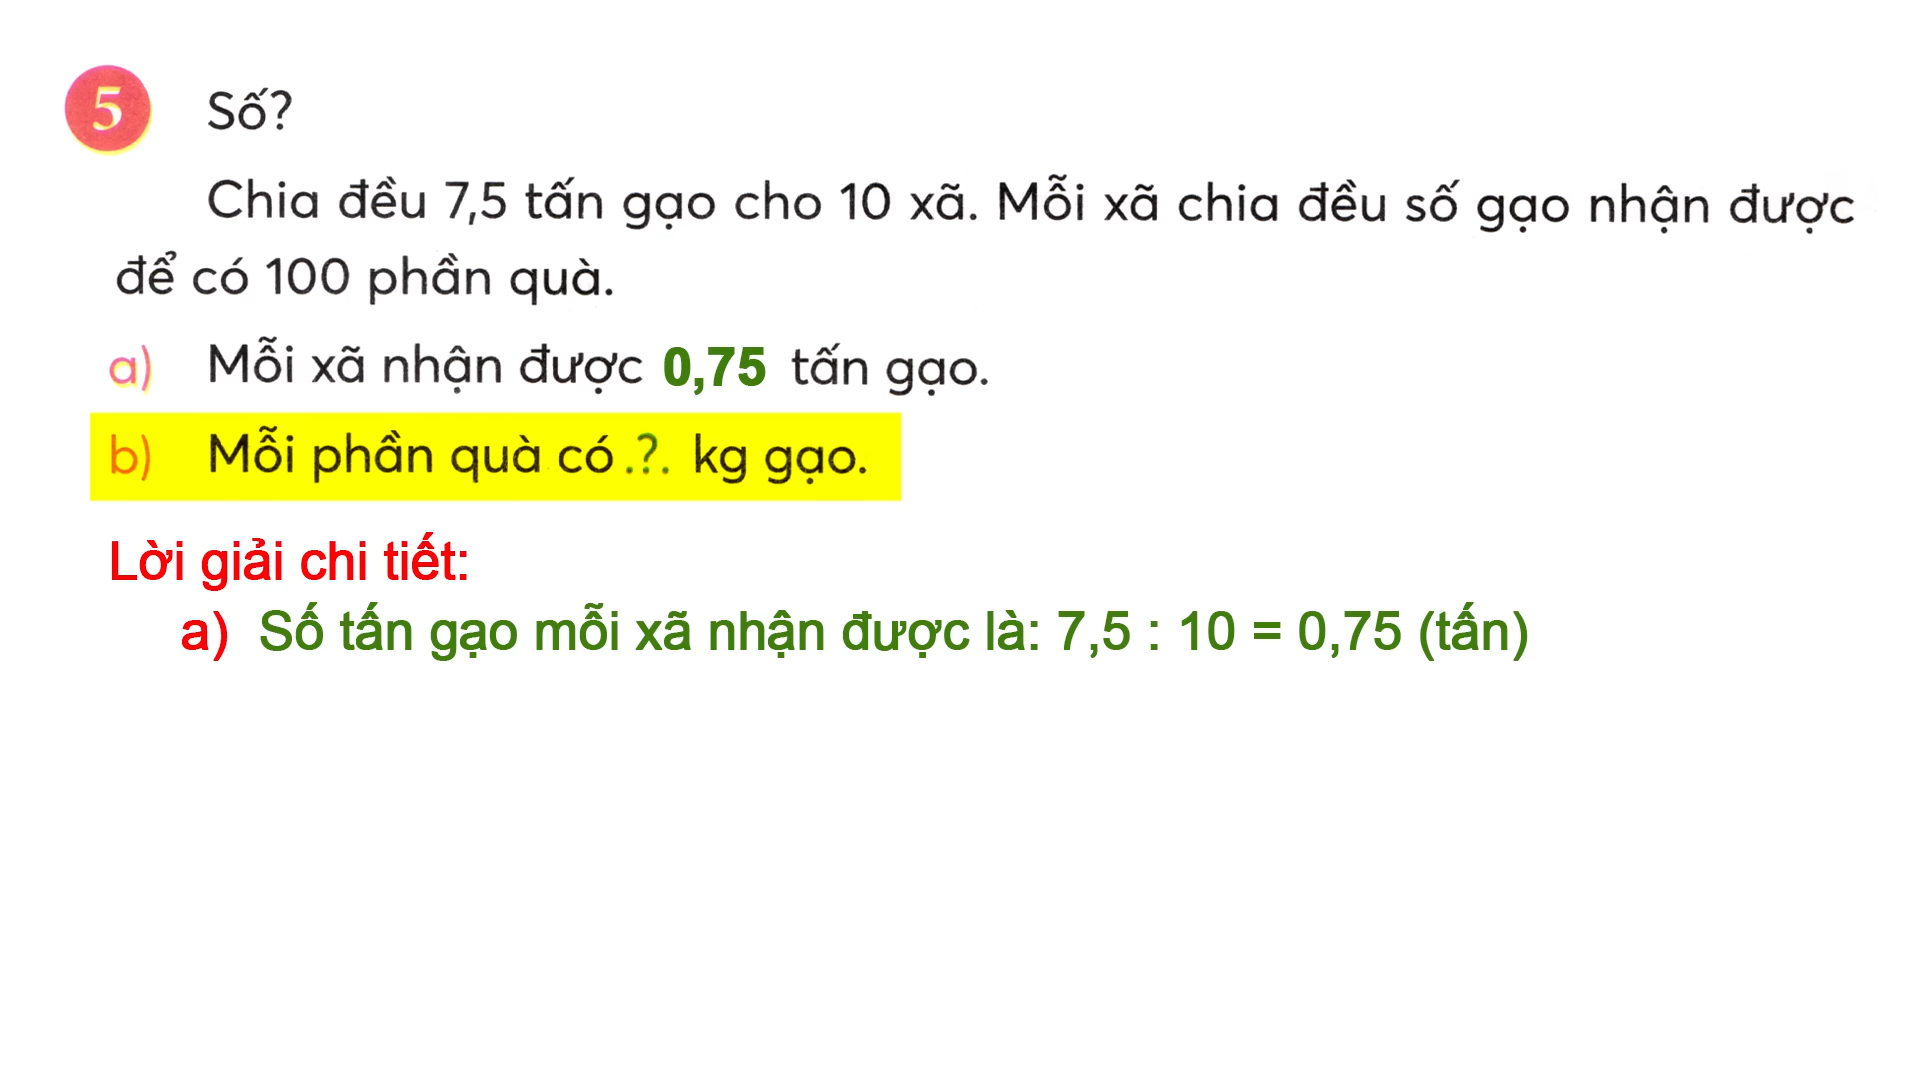 5 Số?
Chia đều 7,5 tấn gạo cho 10 xã. Mỗi xã chia đều số gạo nhận được
để có 100 phần quà.
a) Mỗi xã nhận được 0,75 tấn gạo.
b) Mỗi phần quà có .?. kg gạo.
Lời giải chi tiết:
a) Số tấn gạo mỗi xã nhận được là: 7,5 : 10 = 0,75 (tấn)